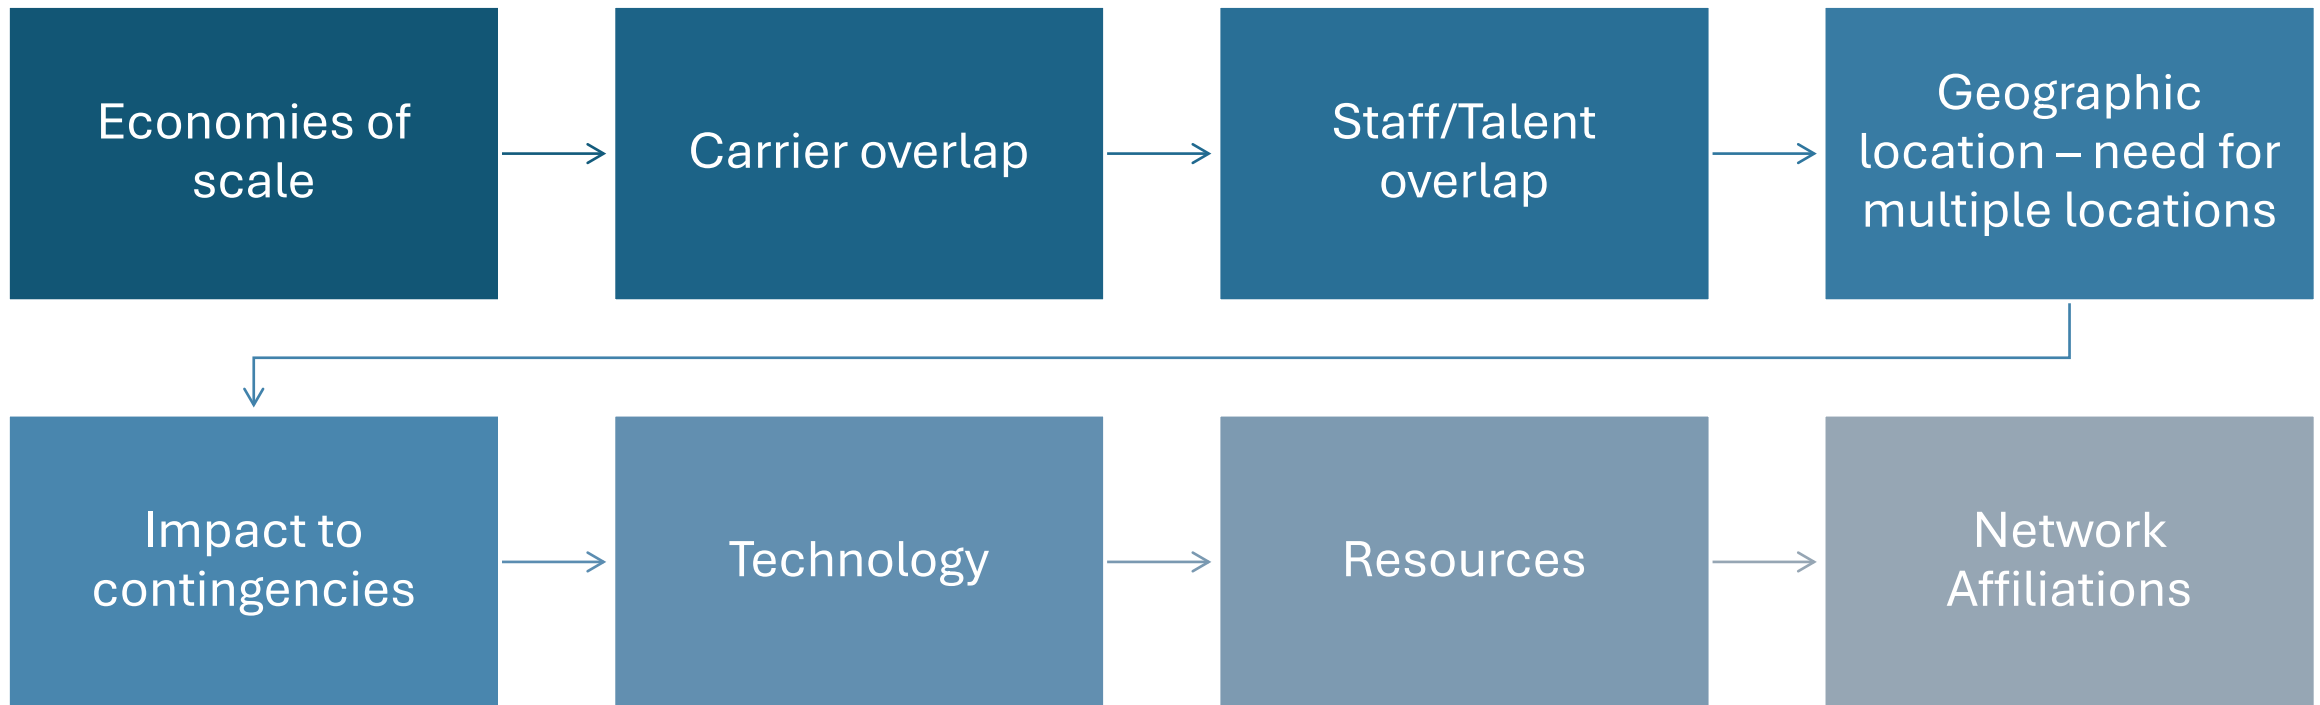 Economies of
scale
Carrier overlap
Staff/Talent
overlap
Geographic
location – need for
multiple locations
Impact to
contingencies
Technology
Resources
Network
Affiliations